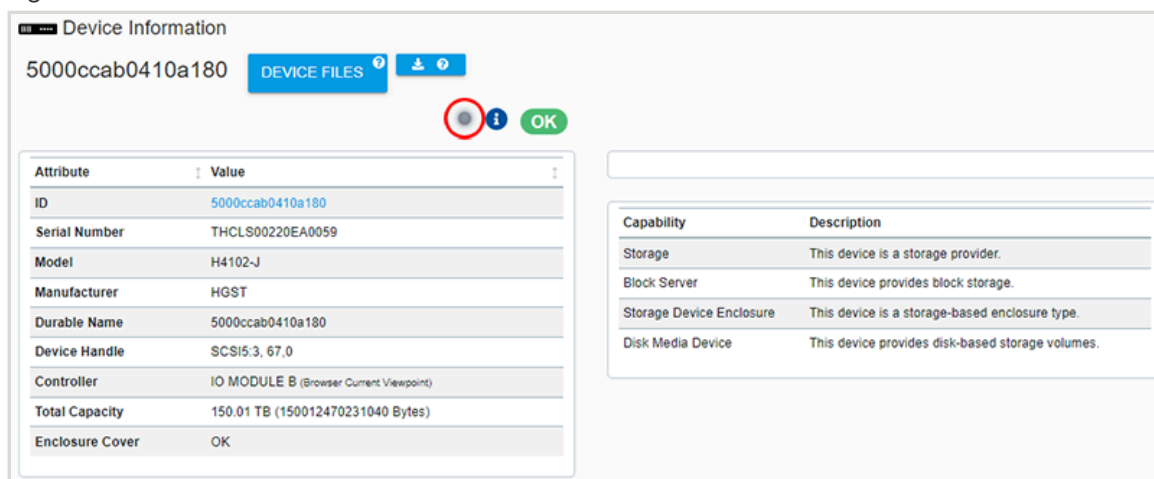 Device Information
5000ccab0410a180 DEVICE FILES ? ?
i OK
Attribute Value
ID 5000ccab0410a180
Serial Number THCLS00220EA0059
Model H4102-J
Manufacturer HGST
Durable Name 5000ccab0410a180
Device Handle SCSI5:3, 67,0
Controller IO MODULE B (Browser Current Viewpoint)
Total Capacity 150.01 TB (150012470231040 Bytes)
Enclosure Cover OK
Capability Description
Storage This device is a storage provider.
Block Server This device provides block storage.
Storage Device Enclosure This device is a storage-based enclosure type.
Disk Media Device This device provides disk-based storage volumes.